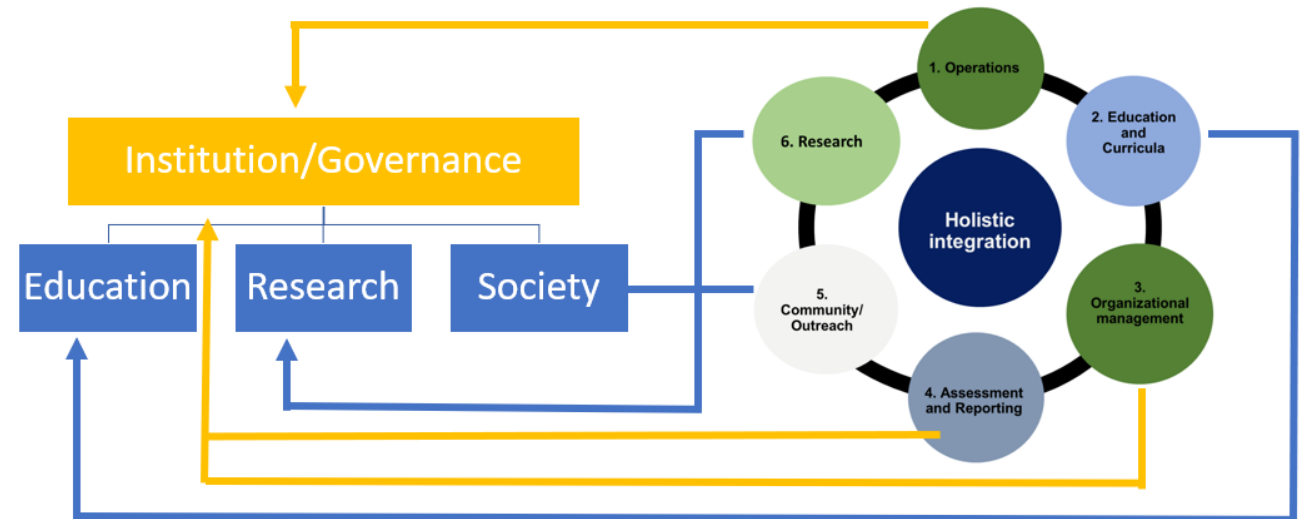 Institution/Governance
Education
Research
Society
1. Operations
2. Education
and
Curricula
3.
Organizational
management
4. Assessment
and Reporting
5.
Community/
Outreach
6. Research
Holistic
integration